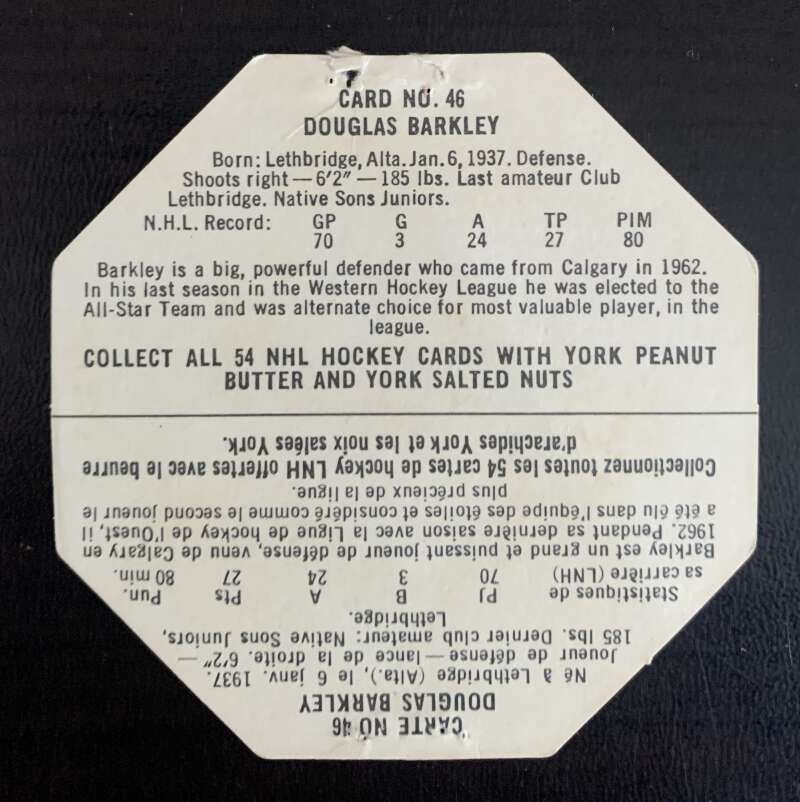 CARD NO. 46
DOUGLAS BARKLEY
Born: Lethbridge, Alta. Jan. 6, 1937. Defense.
Shoots right — 6'2" — 185 lbs. Last amateur Club
Lethbridge. Native Sons Juniors.
N.H.L. Record: GP G A TP PIM
70 3 24 27 80
Barkley is a big, powerful defender who came from Calgary in 1962.
In his last season in the Western Hockey League he was elected to the
All-Star Team and was alternate choice for most valuable player, in the
league.
COLLECT ALL 54 NHL HOCKEY CARDS WITH YORK PEANUT
BUTTER AND YORK SALTED NUTS
CARTE NO 46
DOUGLAS BARKLEY
Né à Lethbridge (Alta.), le 6 janv. 1937.
Joueur de défense — lance de la droite. 6'2" —
185 lbs. Dernier club amateur: Native Sons Juniors,
Lethbridge.
Statistiques de PJ B A Pts Pun.
sa carrière (LNH) 70 3 24 27 80 min.
Barkley est un grand et puissant joueur de défense, venu de Calgary en
1962. Pendant sa dernière saison avec la Ligue de hockey de l'Ouest, il
a été élu dans l'équipe des étoiles et considéré comme le second joueur le
plus précieux de la ligue.
Collectionnez toutes les 54 cartes de hockey LNH offertes avec le beurre
d'arachides York et les noix salées York.